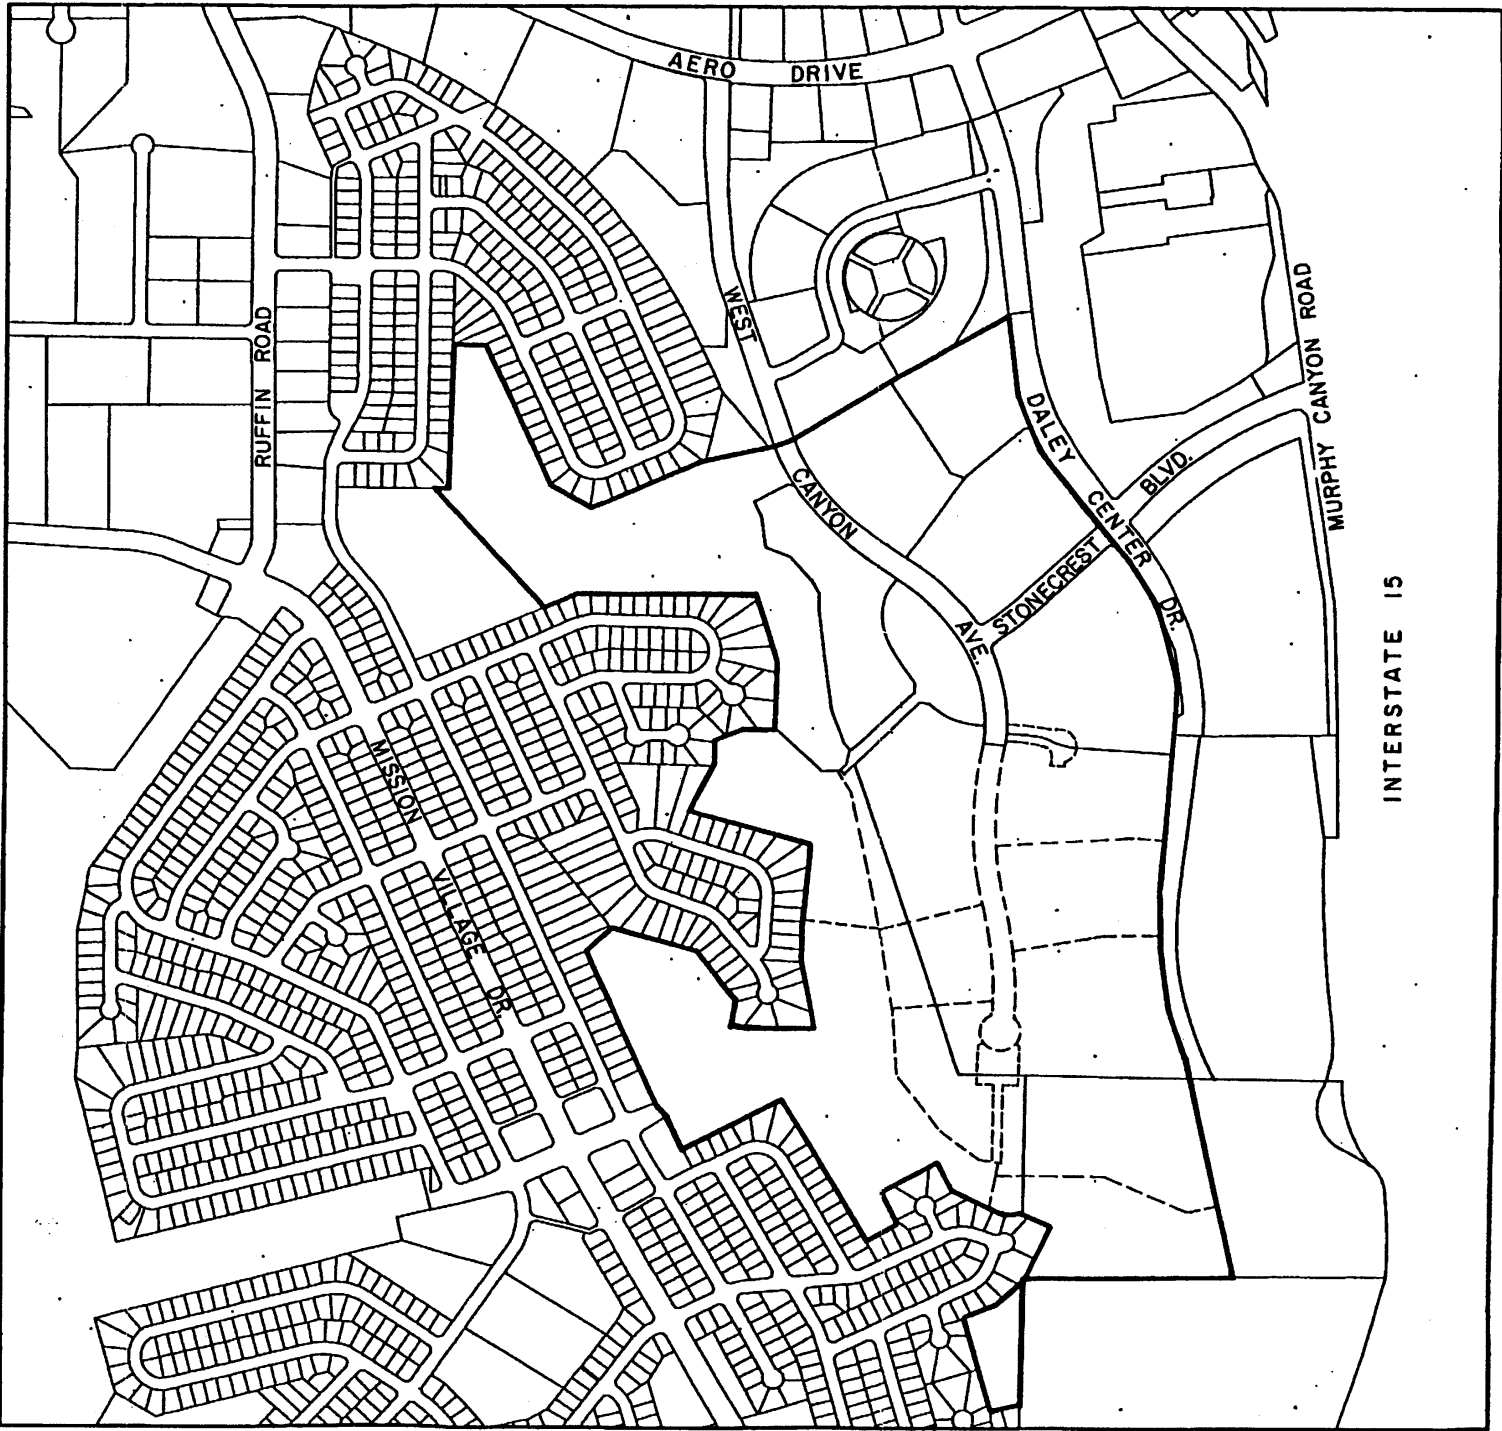 AERO DRIVE
RUFFIN ROAD
WEST
CANYON
AVE.
DALEY
CENTER
DR.
STONECREST
BLVD.
MURPHY CANYON ROAD
INTERSTATE 15
MISSION
VILLAGE
DR.